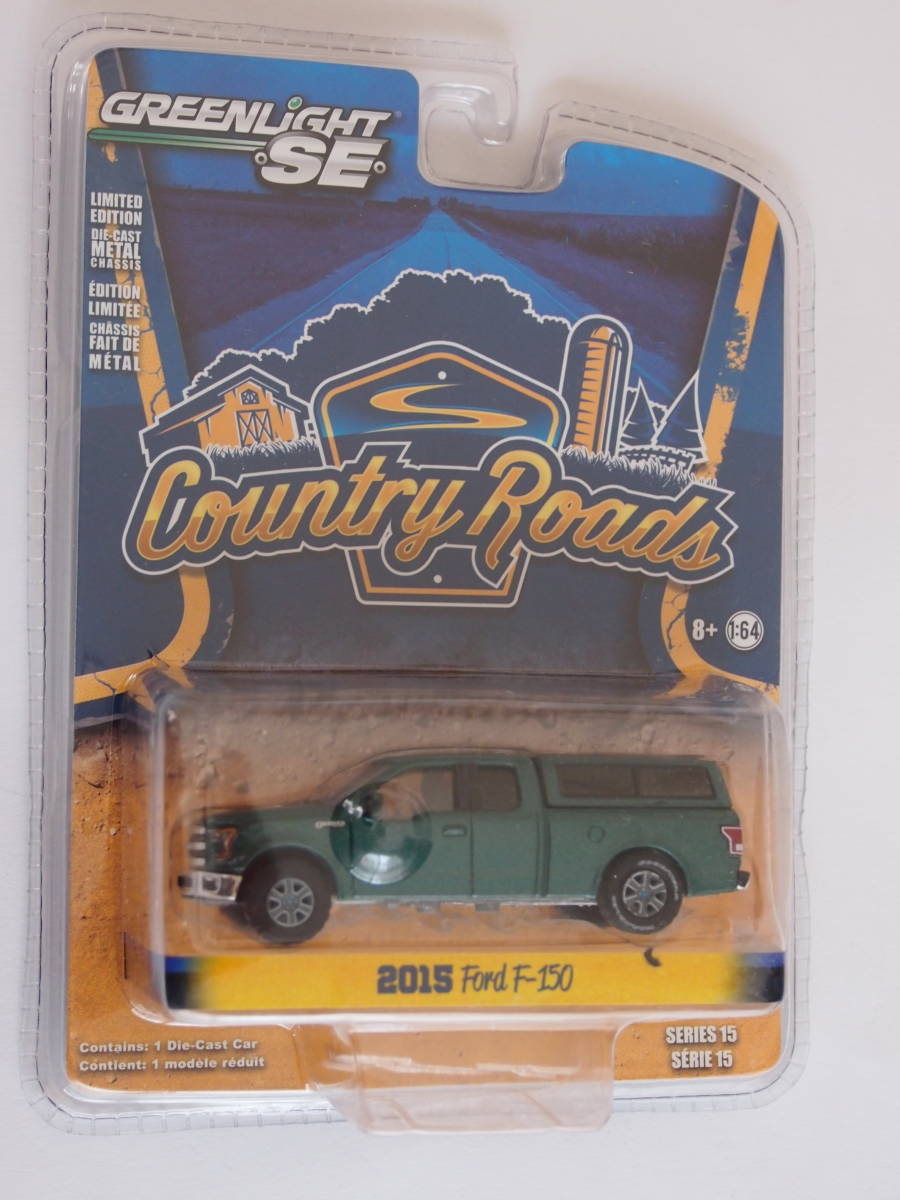 GREENLIGHT
SE
LIMITED
EDITION
DIE-CAST
METAL
CHASSIS
ÉDITION
LIMITÉE
CHÂSSIS
FAIT DE
MÉTAL
Country Roads
8+ 1:64
2015 Ford F-150
Contains: 1 Die-Cast Car
Contient: 1 modèle réduit
SERIES 15
SÉRIE 15